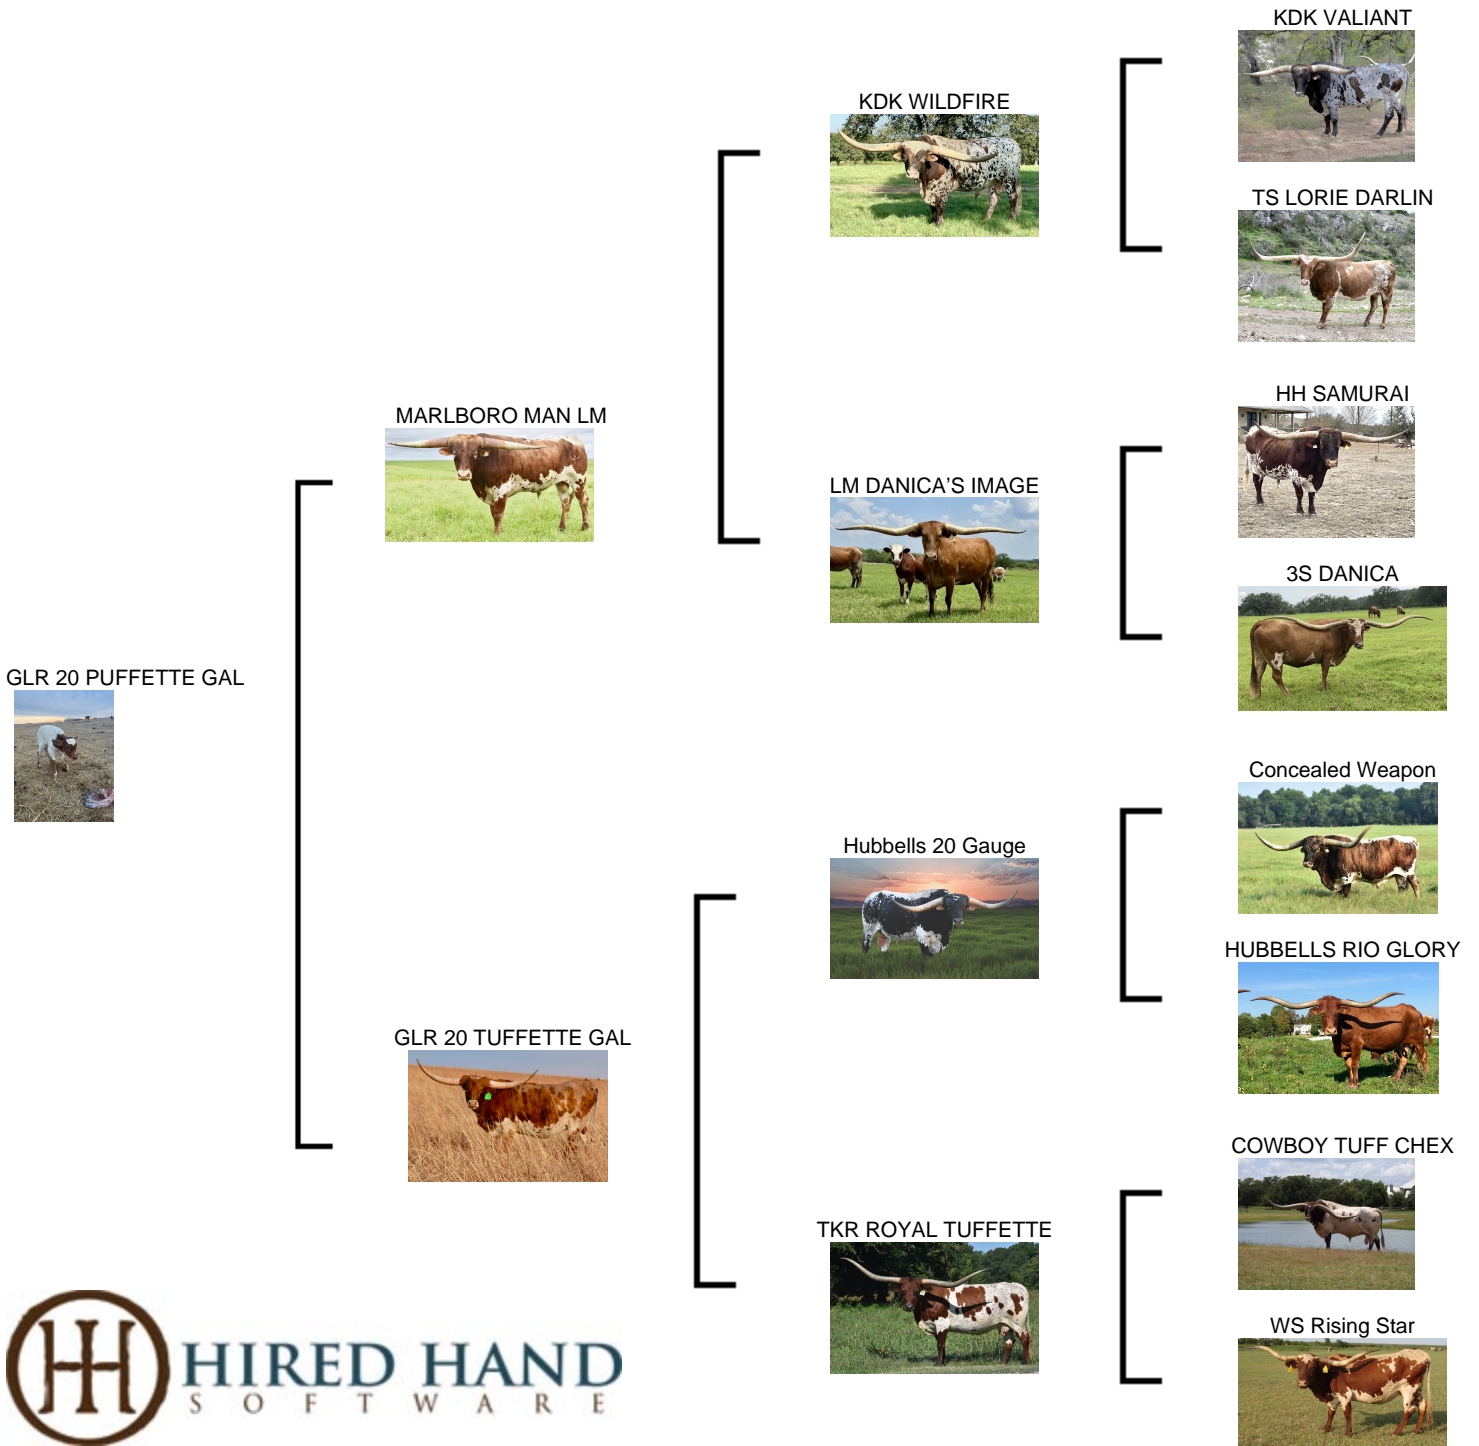 KDK VALIANT
KDK WILDFIRE
TS LORIE DARLIN
MARLBORO MAN LM
HH SAMURAI
LM DANICA'S IMAGE
3S DANICA
GLR 20 PUFFETTE GAL
Concealed Weapon
Hubbells 20 Gauge
HUBBELLS RIO GLORY
GLR 20 TUFFETTE GAL
COWBOY TUFF CHEX
TKR ROYAL TUFFETTE
WS Rising Star
HIRED HAND
SOFTWARE